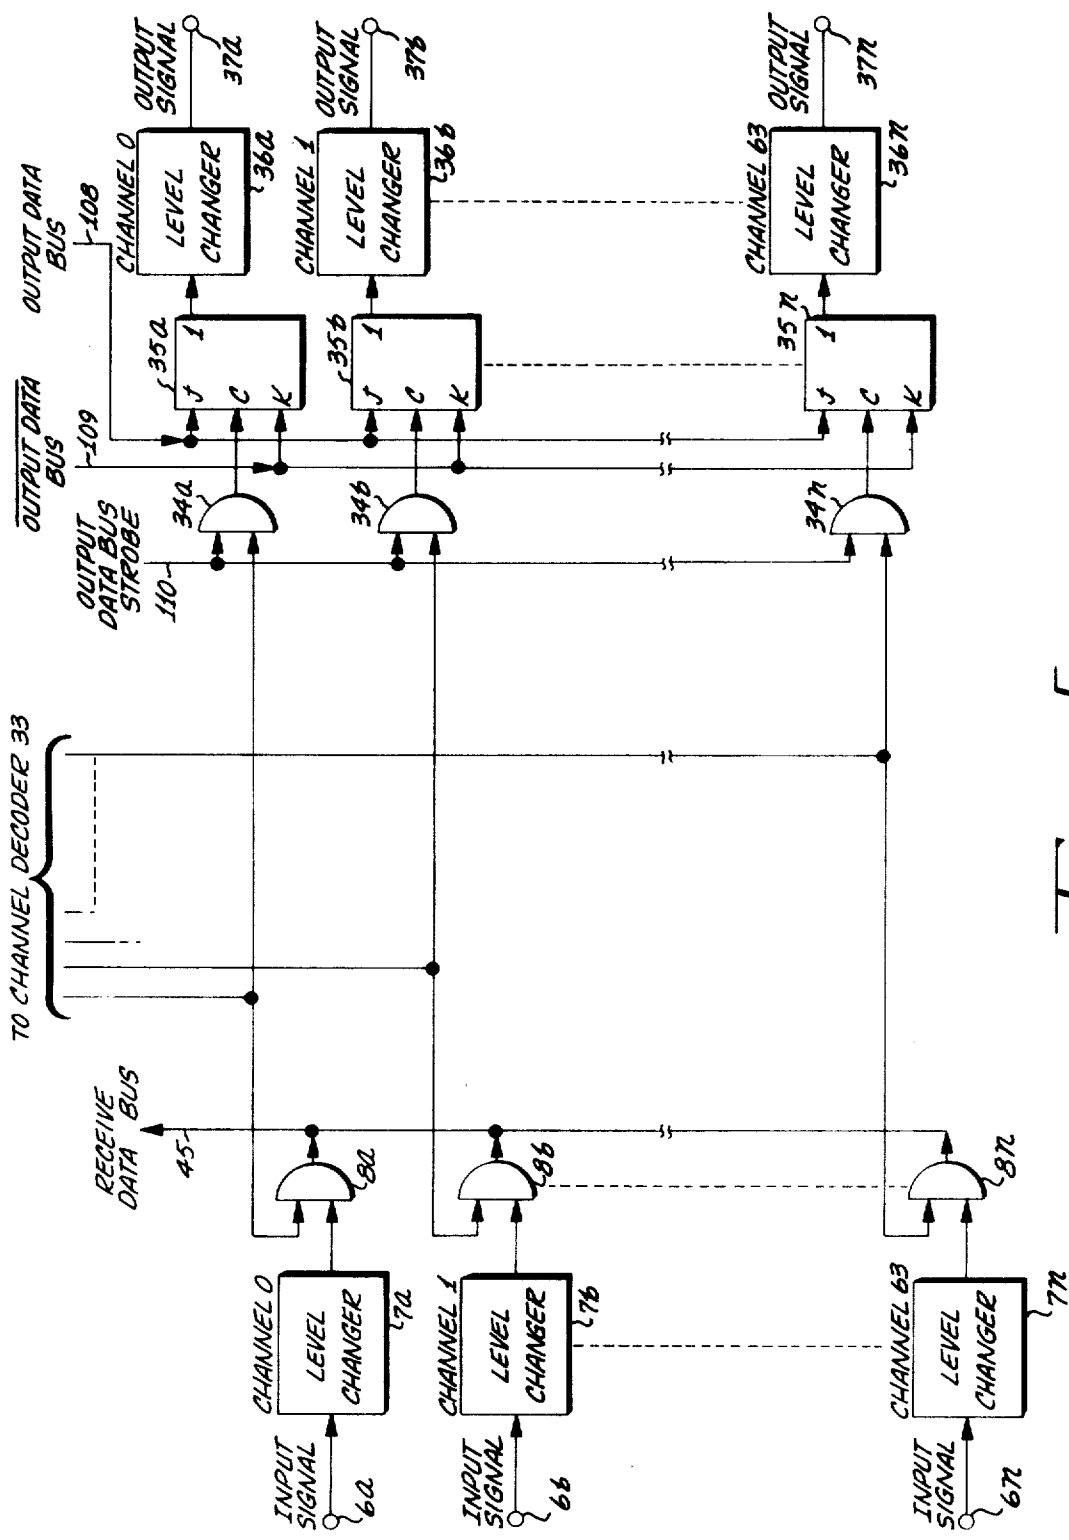 TO CHANNEL DECODER 33
RECEIVE
DATA BUS
45
OUTPUT
DATA BUS
STROBE
110
OUTPUT DATA
BUS
109
OUTPUT DATA
BUS
108
INPUT
SIGNAL
6a
CHANNEL 0
LEVEL
CHANGER
7a
8a
34a
35a
J
C
K
1
CHANNEL 0
LEVEL
CHANGER
36a
OUTPUT
SIGNAL
37a
INPUT
SIGNAL
6b
CHANNEL 1
LEVEL
CHANGER
7b
8b
34b
35b
J
C
K
1
CHANNEL 1
LEVEL
CHANGER
36b
OUTPUT
SIGNAL
37b
INPUT
SIGNAL
6n
CHANNEL 63
LEVEL
CHANGER
7n
8n
34n
35n
J
C
K
1
CHANNEL 63
LEVEL
CHANGER
36n
OUTPUT
SIGNAL
37n